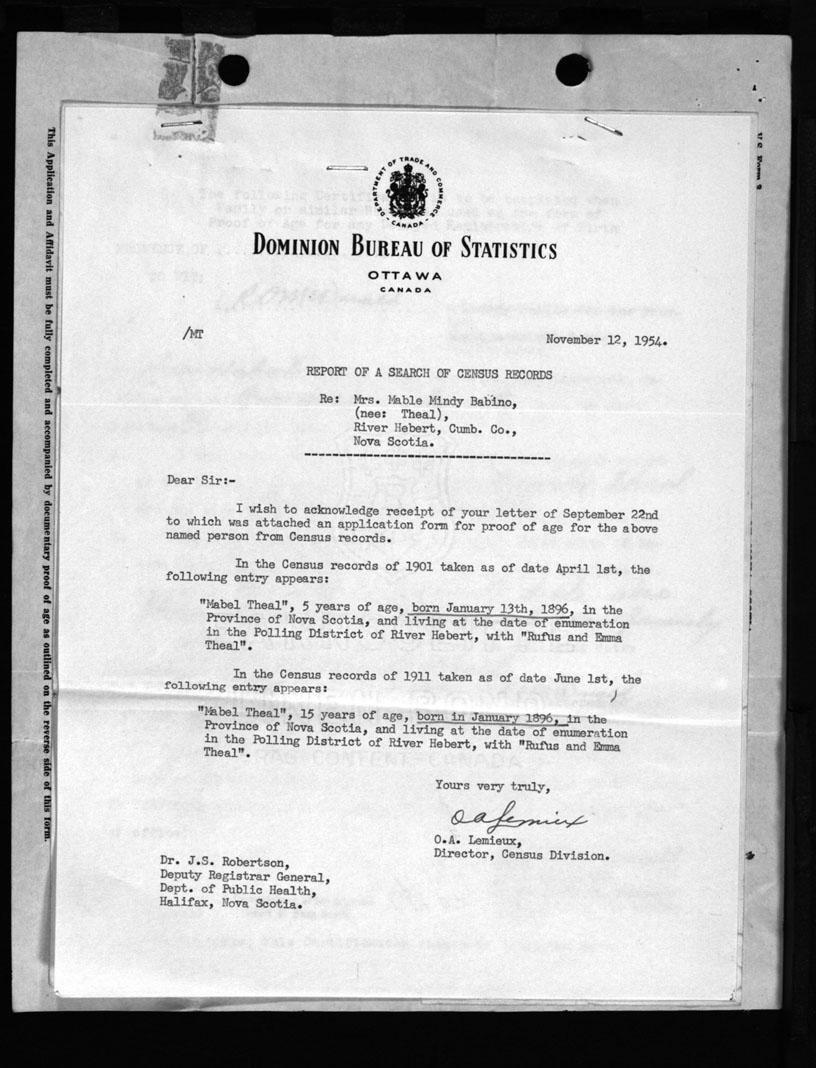 This Application and Affidavit must be fully completed and accompanied by documentary proof of age as outlined on the reverse side of this form.
DEPARTMENT OF TRADE AND COMMERCE
- CANADA -
DOMINION BUREAU OF STATISTICS
OTTAWA
CANADA
/MT
November 12, 1954.
REPORT OF A SEARCH OF CENSUS RECORDS
Re: Mrs. Mable Mindy Babino,
(nee: Theal),
River Hebert, Cumb. Co.,
Nova Scotia.
Dear Sir:-
I wish to acknowledge receipt of your letter of September 22nd
to which was attached an application form for proof of age for the above
named person from Census records.
In the Census records of 1901 taken as of date April 1st, the
following entry appears:
"Mabel Theal", 5 years of age, born January 13th, 1896, in the
Province of Nova Scotia, and living at the date of enumeration
in the Polling District of River Hebert, with "Rufus and Emma
Theal".
In the Census records of 1911 taken as of date June 1st, the
following entry appears:
"Mabel Theal", 15 years of age, born in January 1896, in the
Province of Nova Scotia, and living at the date of enumeration
in the Polling District of River Hebert, with "Rufus and Emma
Theal".
Yours very truly,
O A Lemieux
O.A. Lemieux,
Director, Census Division.
Dr. J.S. Robertson,
Deputy Registrar General,
Dept. of Public Health,
Halifax, Nova Scotia.